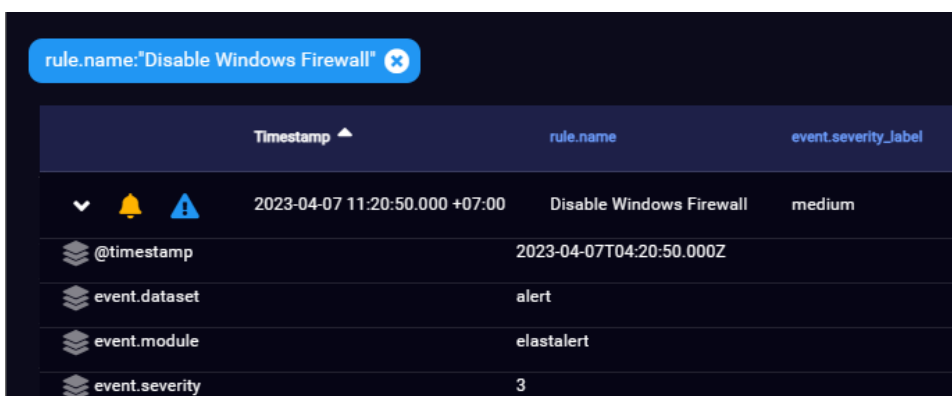 rule.name:"Disable Windows Firewall"
Timestamp rule.name event.severity_label
2023-04-07 11:20:50.000 +07:00 Disable Windows Firewall medium
@timestamp 2023-04-07T04:20:50.000Z
event.dataset alert
event.module elastalert
event.severity 3